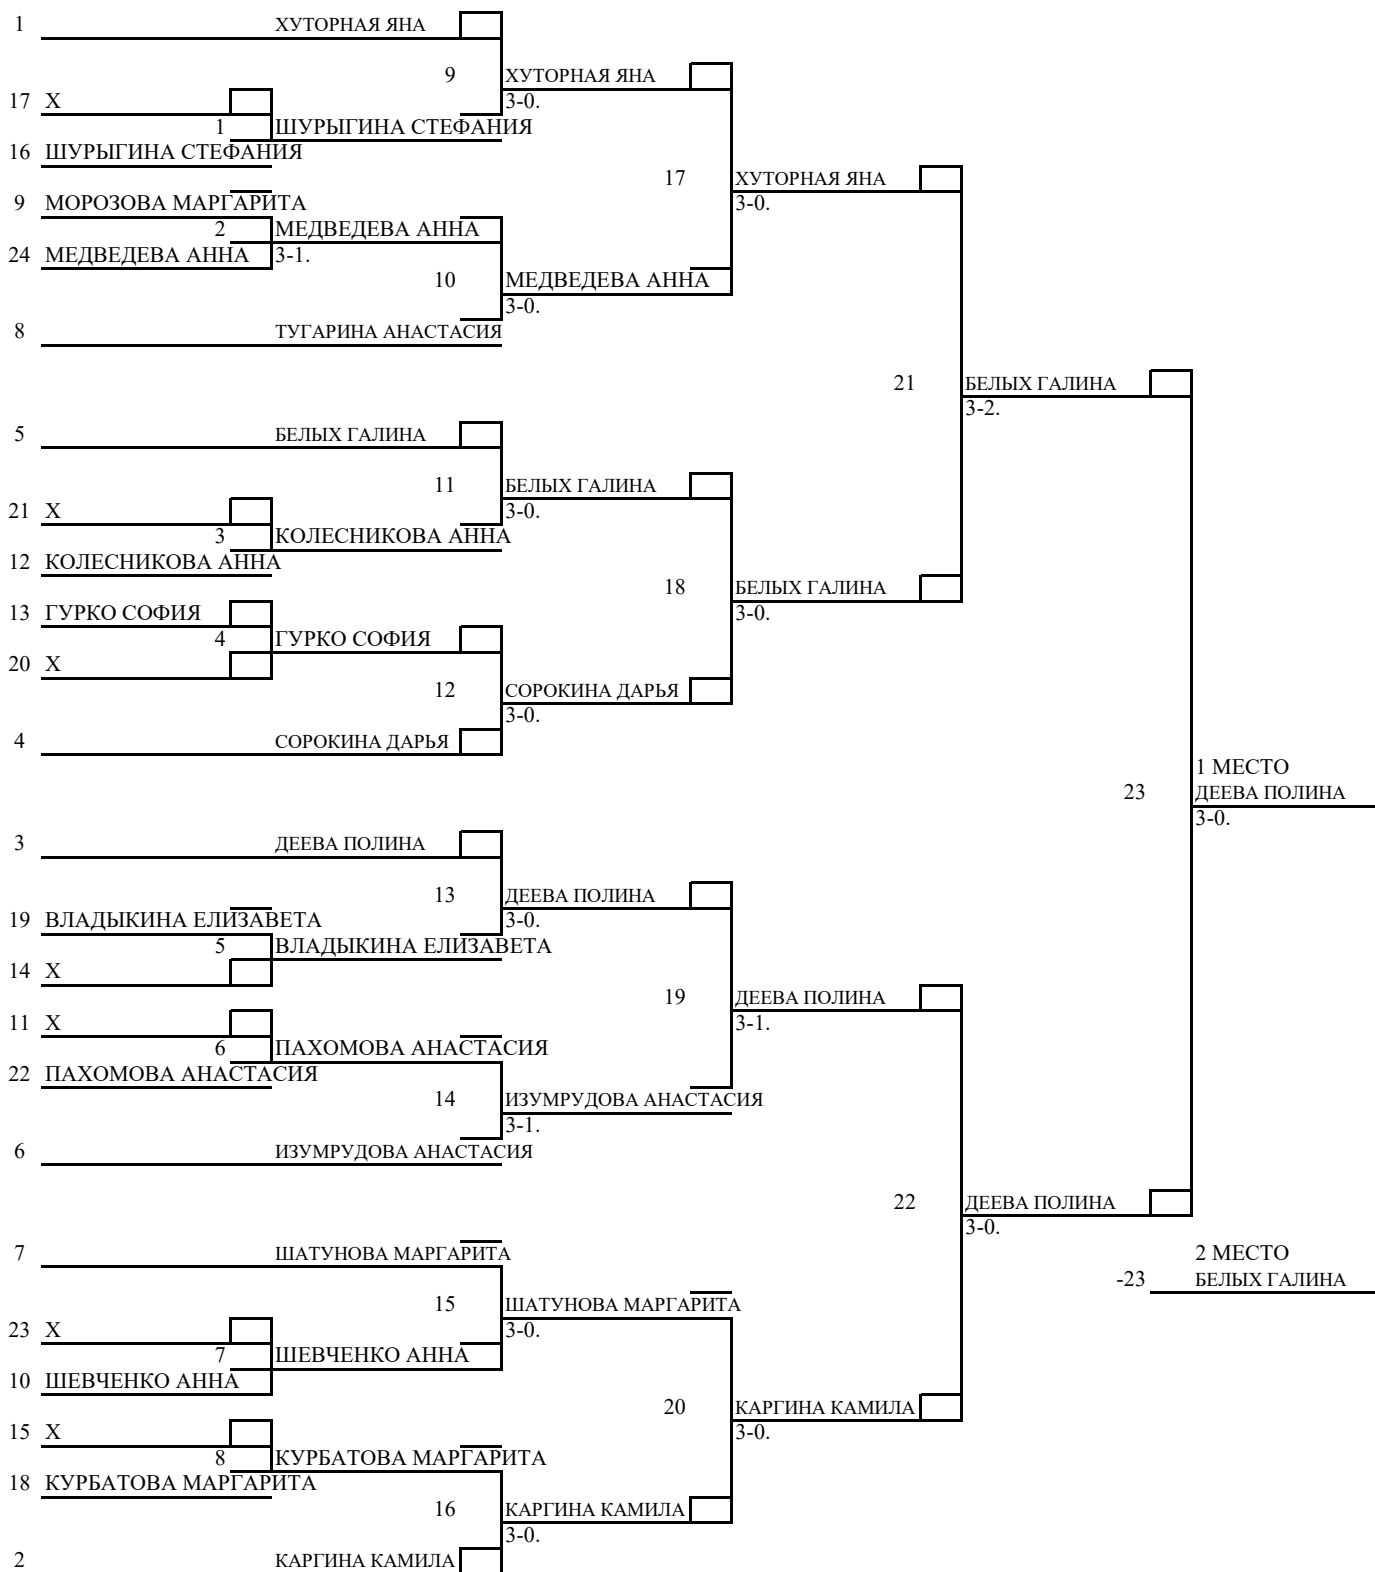 1 ХУТОРНАЯ ЯНА
9 ХУТОРНАЯ ЯНА
17 X 3-0.
1 ШУРЫГИНА СТЕФАНИЯ
16 ШУРЫГИНА СТЕФАНИЯ
17 ХУТОРНАЯ ЯНА
9 МОРОЗОВА МАРГАРИТА 3-0.
2 МЕДВЕДЕВА АННА
24 МЕДВЕДЕВА АННА 3-1.
10 МЕДВЕДЕВА АННА
3-0.
8 ТУГАРИНА АНАСТАСИЯ
21 БЕЛЫХ ГАЛИНА
3-2.
5 БЕЛЫХ ГАЛИНА
11 БЕЛЫХ ГАЛИНА
21 X 3-0.
3 КОЛЕСНИКОВА АННА
12 КОЛЕСНИКОВА АННА
18 БЕЛЫХ ГАЛИНА
13 ГУРКО СОФИЯ 3-0.
4 ГУРКО СОФИЯ
20 X
12 СОРОКИНА ДАРЬЯ
3-0.
4 СОРОКИНА ДАРЬЯ
1 МЕСТО
23 ДЕЕВА ПОЛИНА
3-0.
3 ДЕЕВА ПОЛИНА
13 ДЕЕВА ПОЛИНА
19 ВЛАДЫКИНА ЕЛИЗАВЕТА 3-0.
5 ВЛАДЫКИНА ЕЛИЗАВЕТА
14 X
19 ДЕЕВА ПОЛИНА
11 X 3-1.
6 ПАХОМОВА АНАСТАСИЯ
22 ПАХОМОВА АНАСТАСИЯ
14 ИЗУМРУДОВА АНАСТАСИЯ
3-1.
6 ИЗУМРУДОВА АНАСТАСИЯ
22 ДЕЕВА ПОЛИНА
3-0.
7 ШАТУНОВА МАРГАРИТА 2 МЕСТО
-23 БЕЛЫХ ГАЛИНА
15 ШАТУНОВА МАРГАРИТА
23 X 3-0.
7 ШЕВЧЕНКО АННА
10 ШЕВЧЕНКО АННА
20 КАРГИНА КАМИЛА
15 X 3-0.
8 КУРБАТОВА МАРГАРИТА
18 КУРБАТОВА МАРГАРИТА
16 КАРГИНА КАМИЛА
3-0.
2 КАРГИНА КАМИЛА